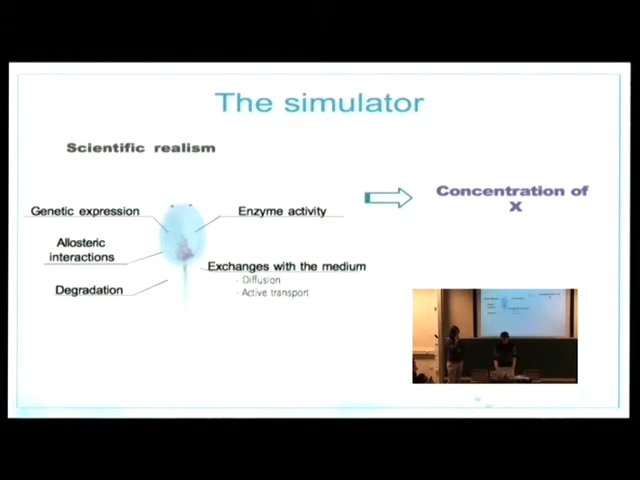 The simulator
Scientific realism
Genetic expression
Enzyme activity
Allosteric
interactions
Exchanges with the medium
- Diffusion
- Active transport
Degradation
Concentration of
X